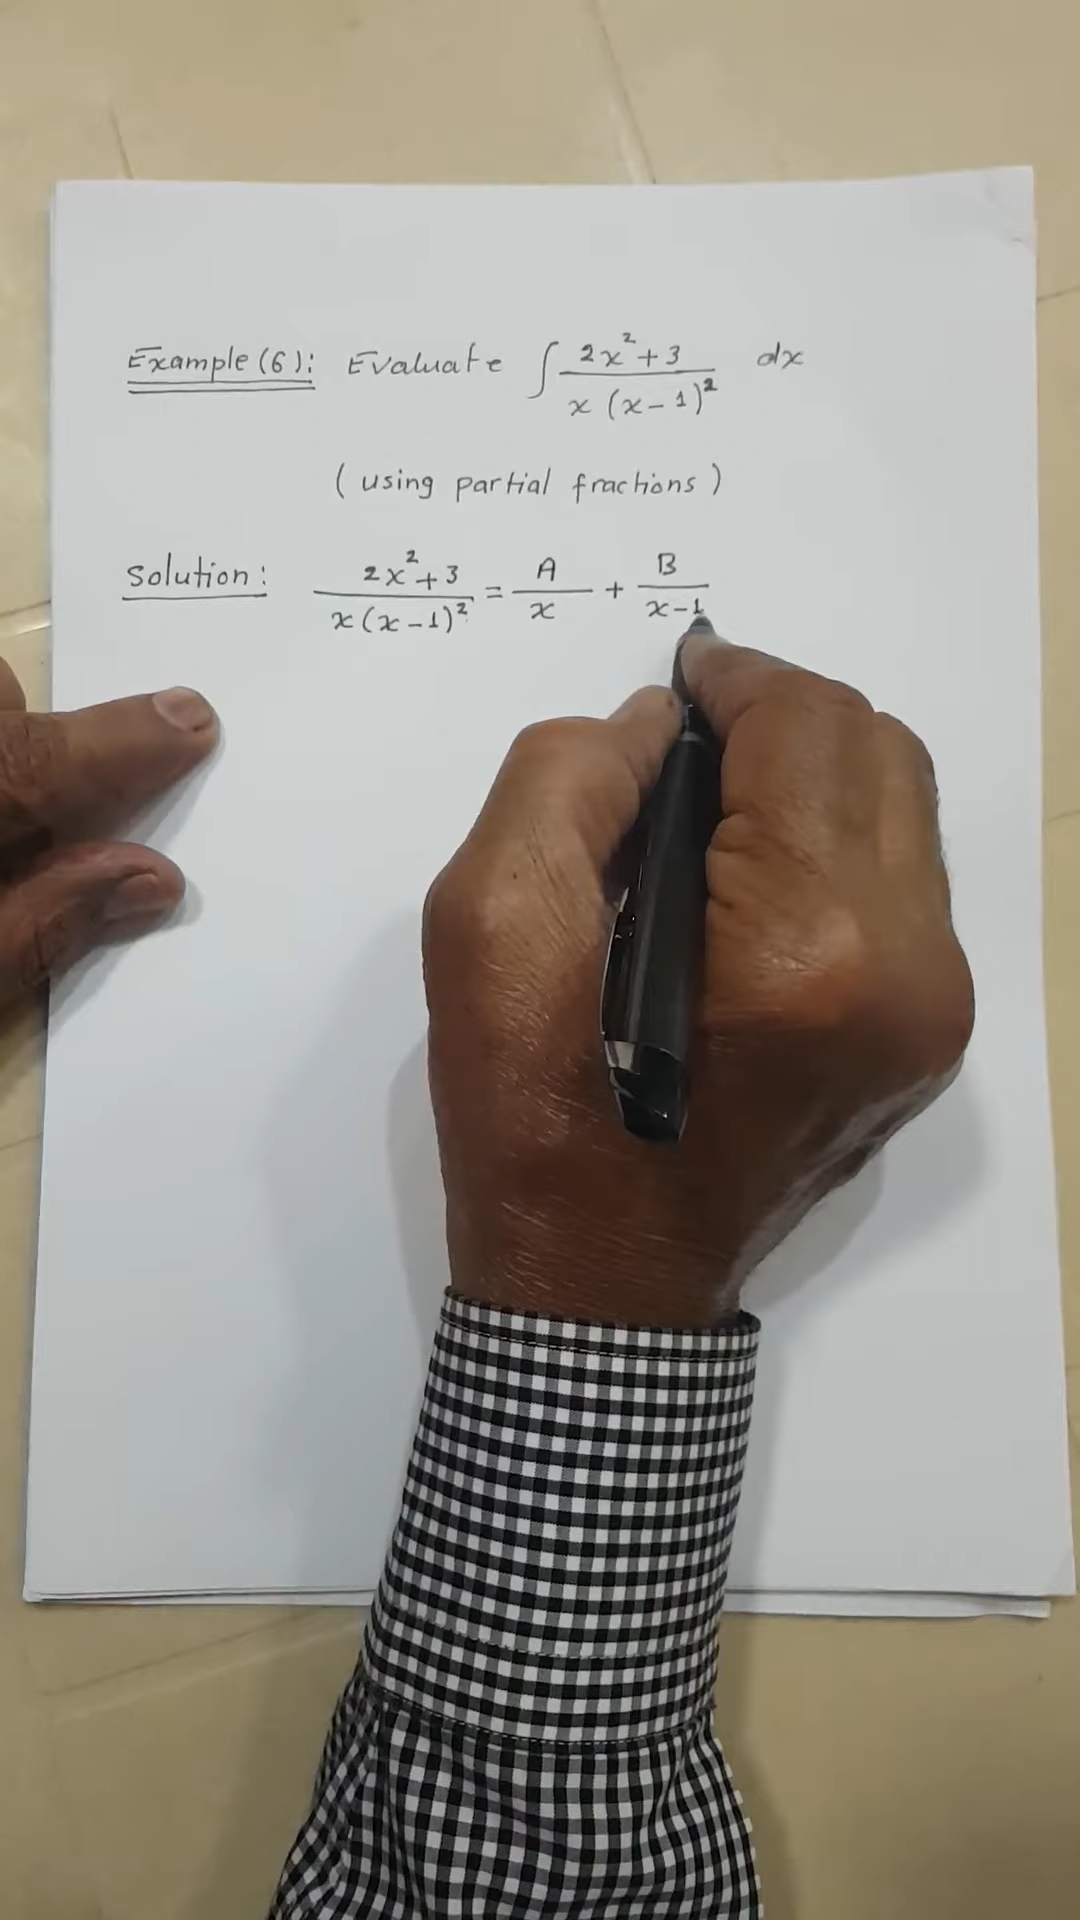 Example (6): Evaluate ∫ (2x²+3)/(x(x-1)²) dx
(using partial fractions)
Solution: (2x²+3)/(x(x-1)²) = A/x + B/(x-1)